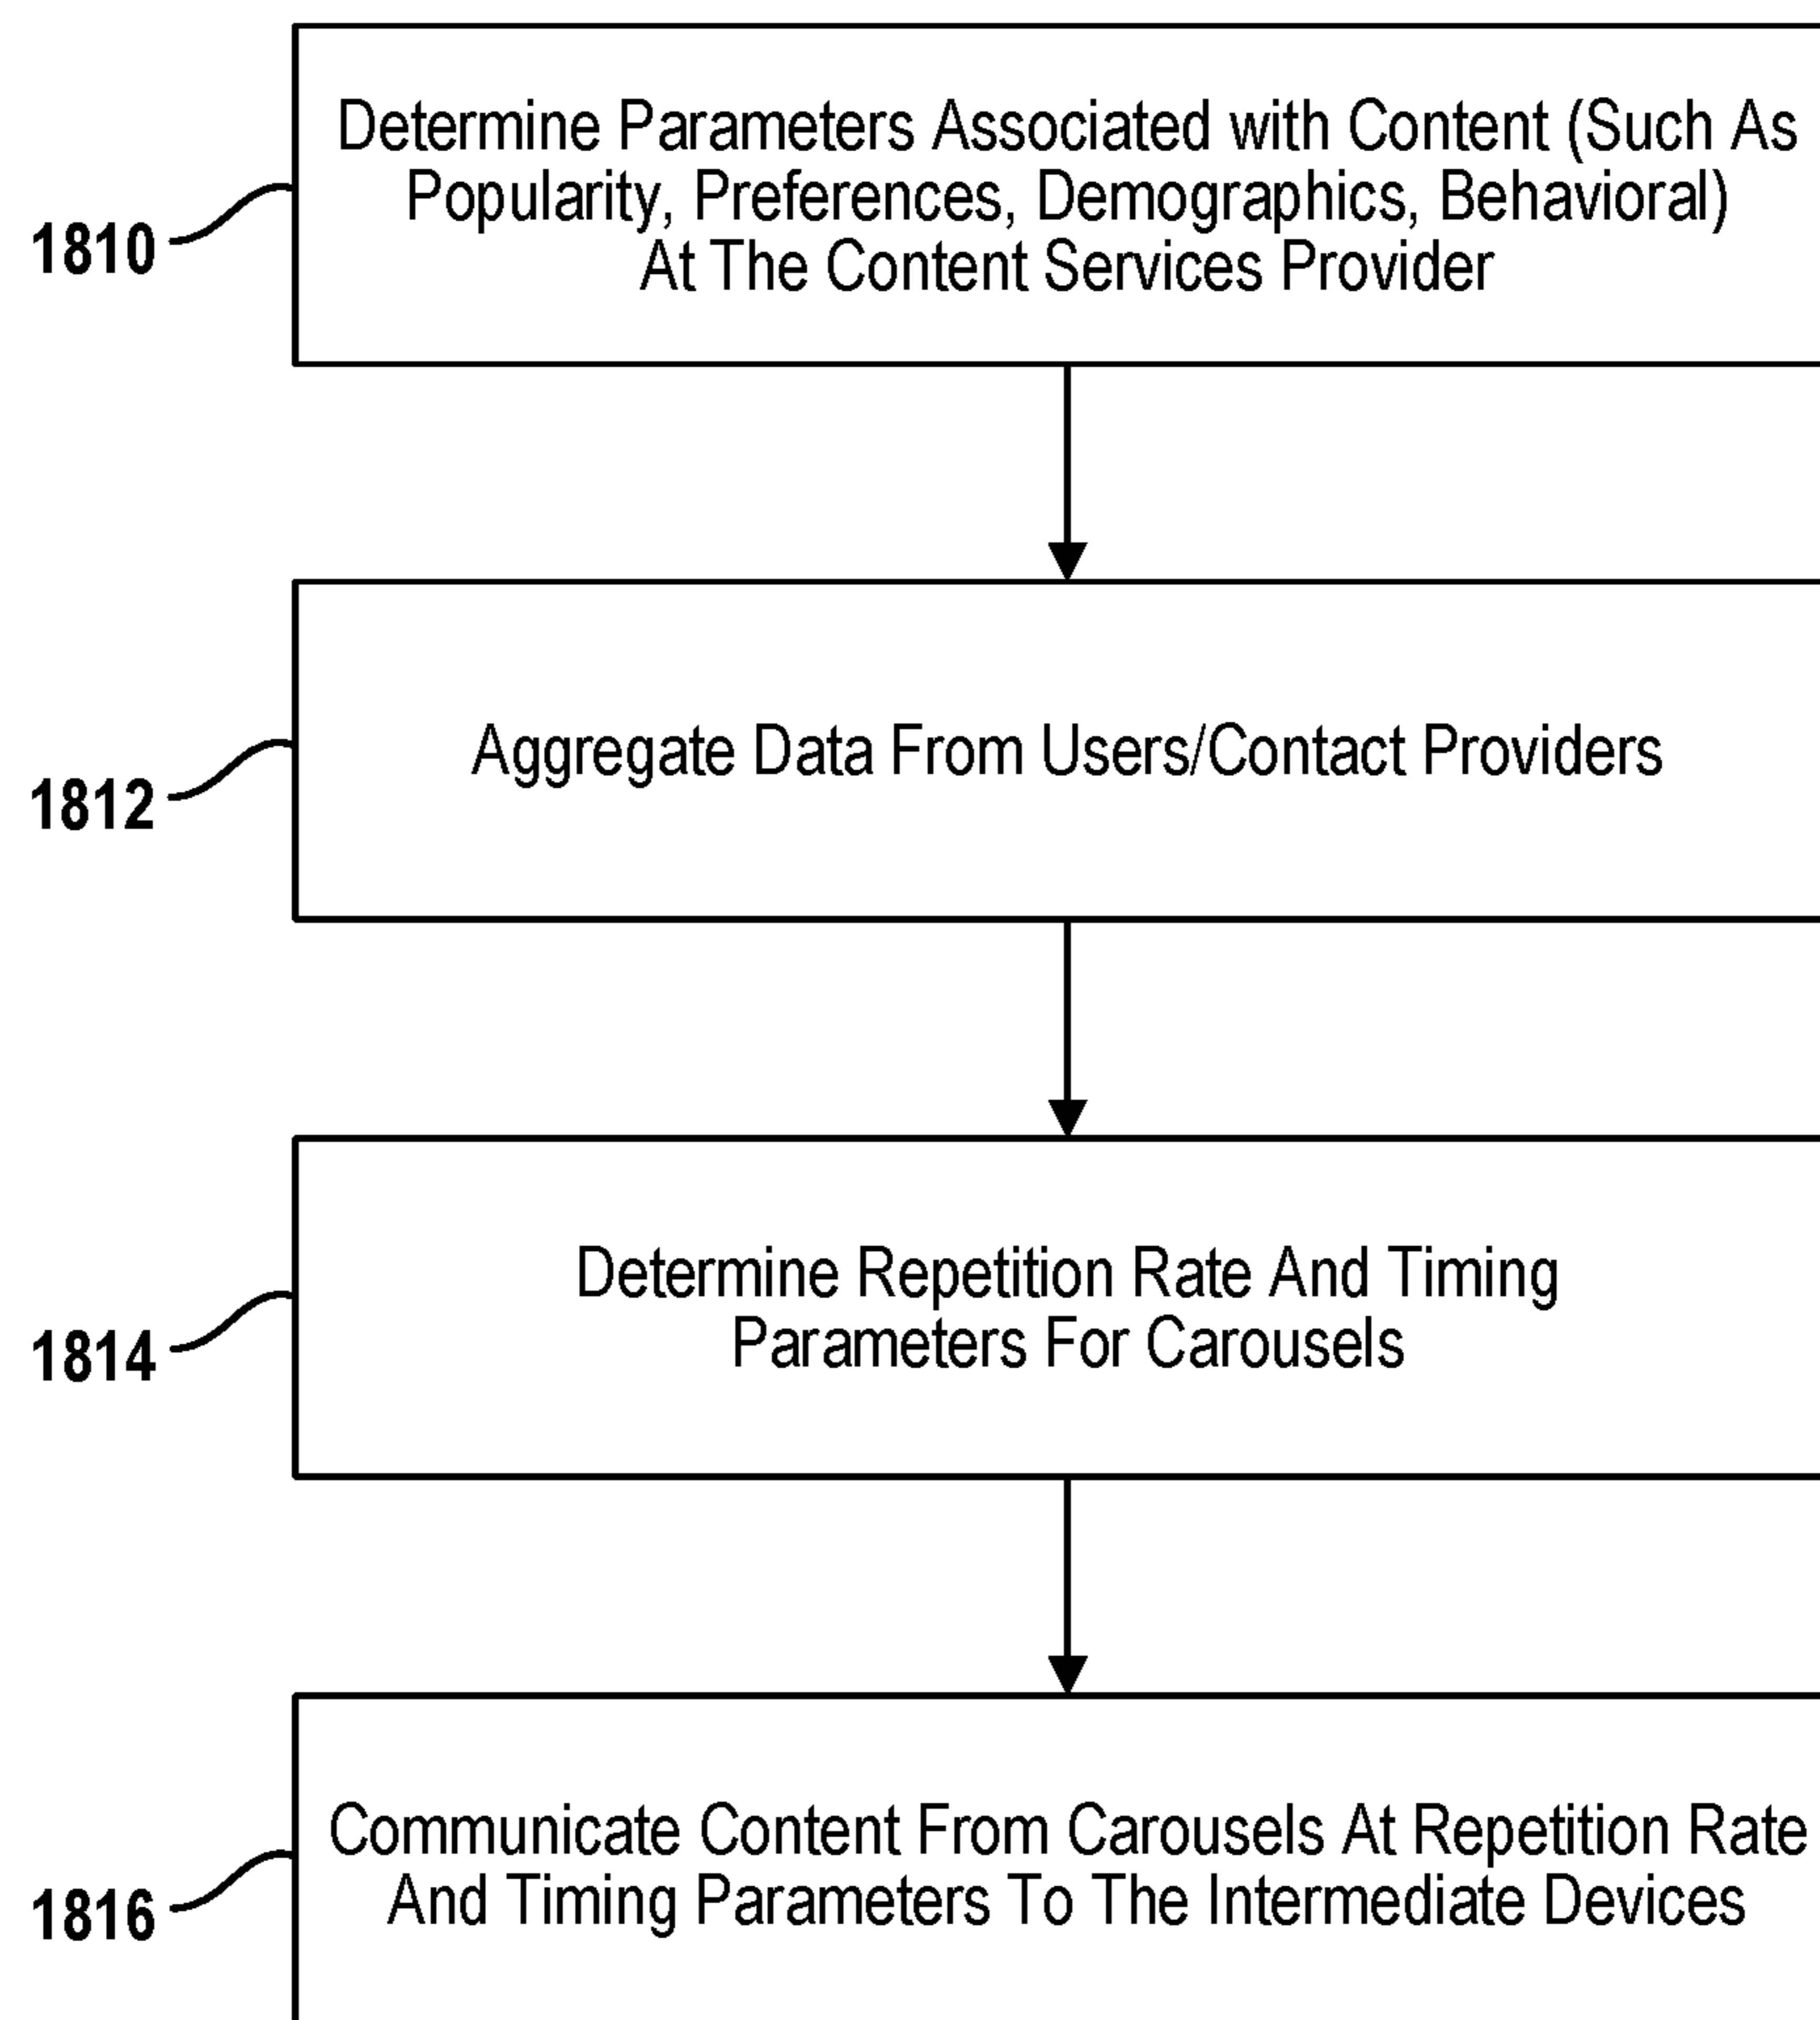 Determine Parameters Associated with Content (Such As
Popularity, Preferences, Demographics, Behavioral)
At The Content Services Provider
1810
Aggregate Data From Users/Contact Providers
1812
Determine Repetition Rate And Timing
Parameters For Carousels
1814
Communicate Content From Carousels At Repetition Rate
And Timing Parameters To The Intermediate Devices
1816